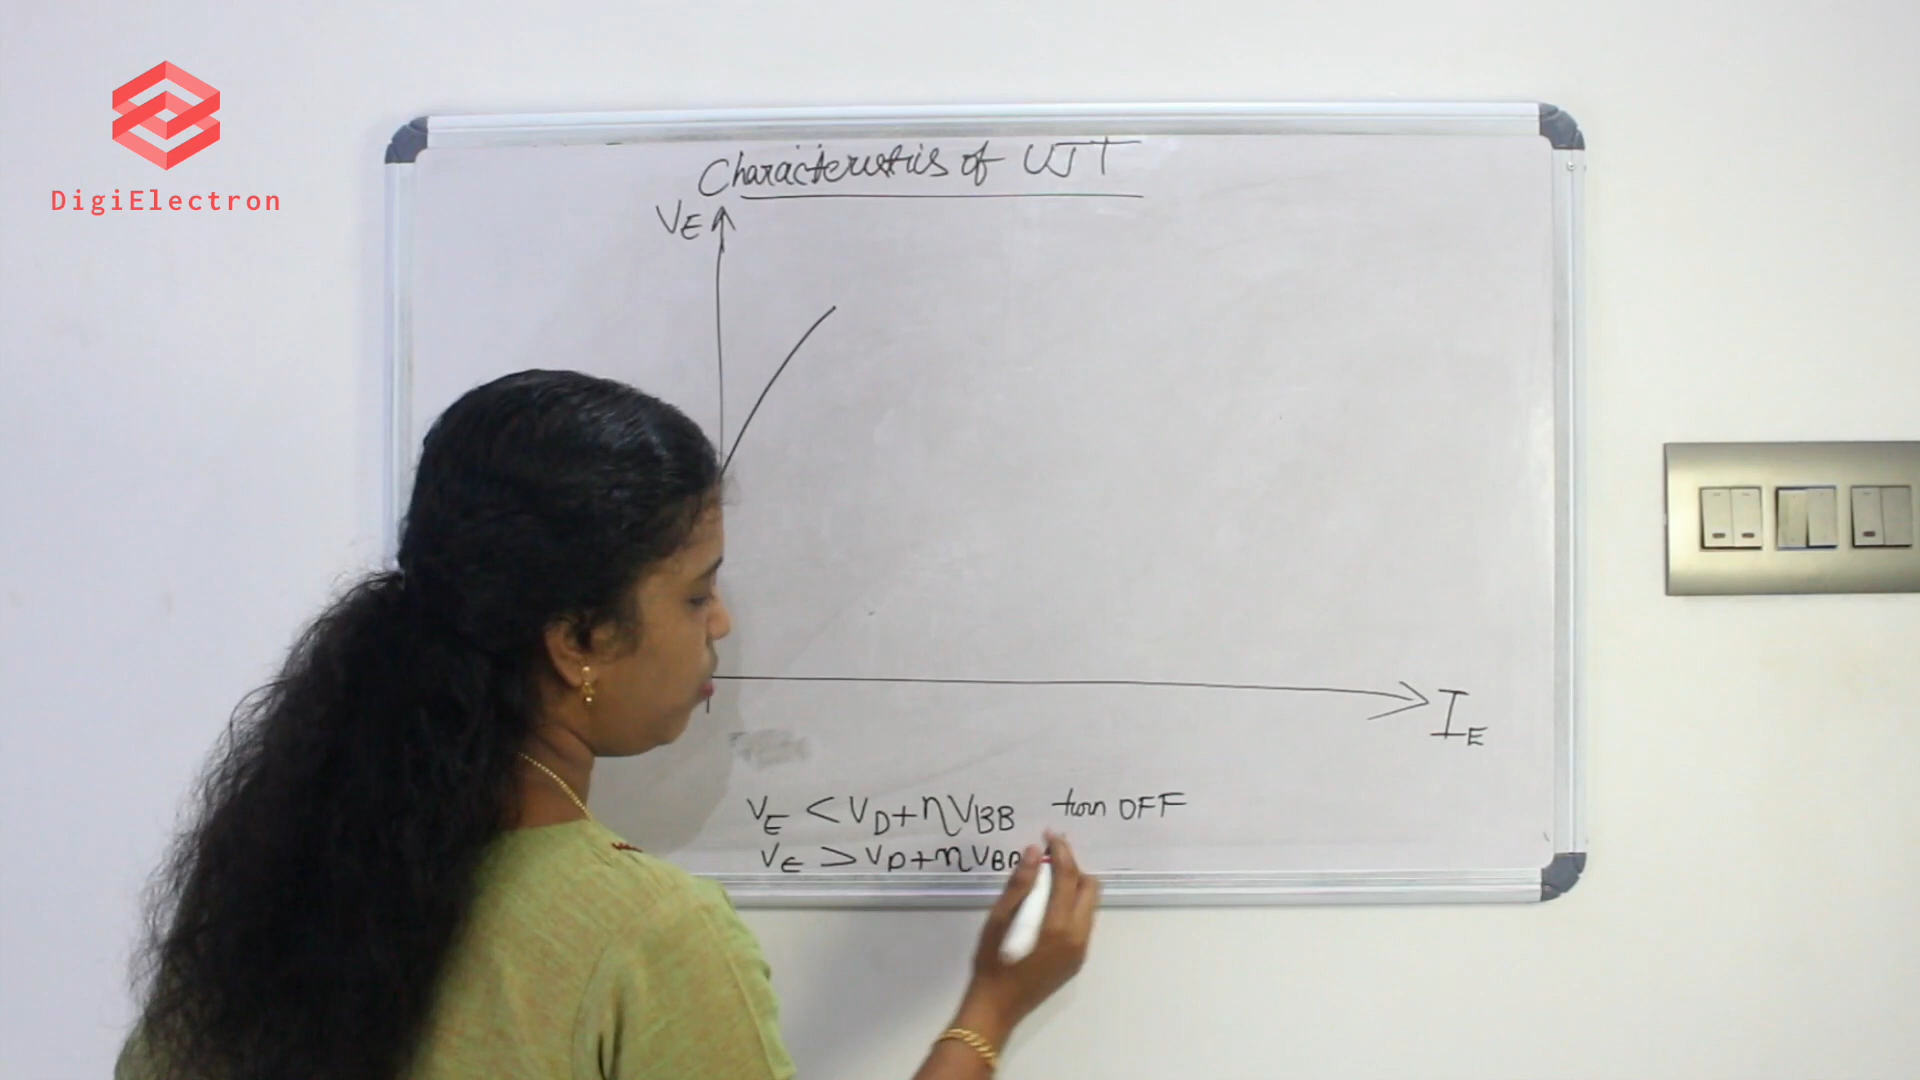 DigiElectron
Characteristics of UJT
VE
IE
VE < VD+ηVBB turn OFF
VE > VD+ηVBB